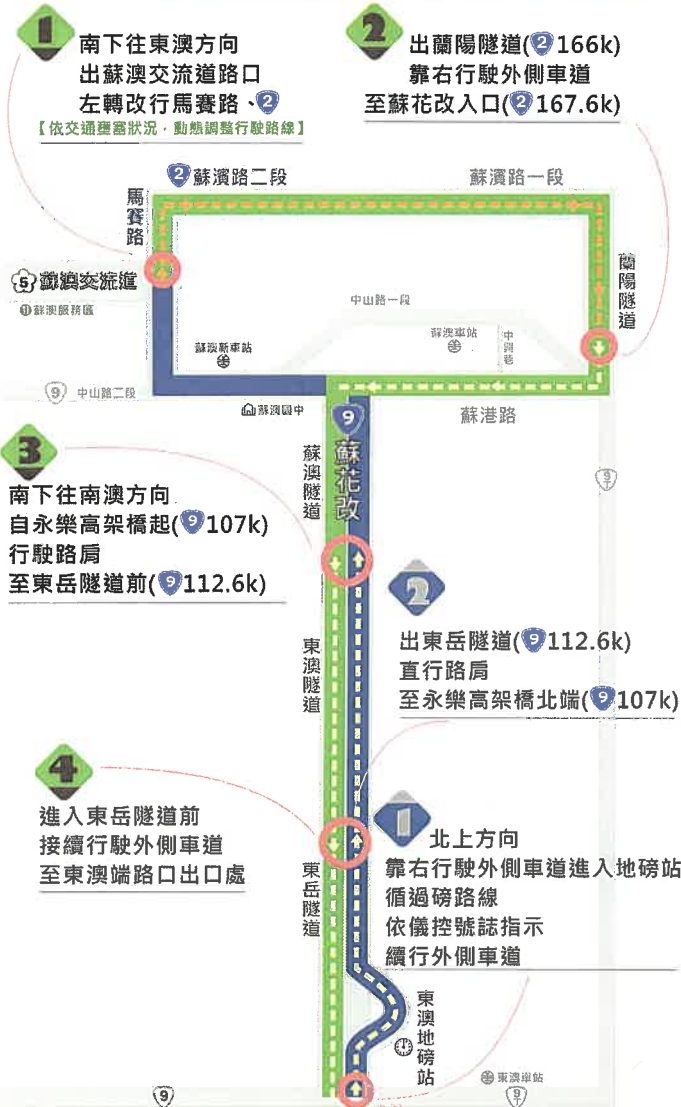 1
南下往東澳方向
出蘇澳交流道路口
左轉改行馬賽路、2
【依交通壅塞狀況,動態調整行駛路線】
2
出蘭陽隧道(2 166k)
靠右行駛外側車道
至蘇花改入口(2 167.6k)
2 蘇濱路二段
蘇濱路一段
馬賽路
5 蘇澳交流道
蘇澳服務區
蘭陽隧道
中山路一段
蘇澳新車站
蘇澳車站
9 中山路二段
蘇澳國中
蘇港路
9 蘇花改
蘇澳隧道
3
南下往南澳方向
自永樂高架橋起(9 107k)
行駛路肩
至東岳隧道前(9 112.6k)
2
出東岳隧道(9 112.6k)
直行路肩
至永樂高架橋北端(9 107k)
東澳隧道
4
進入東岳隧道前
接續行駛外側車道
至東澳端路口出口處
1
北上方向
靠右行駛外側車道進入地磅站
循過磅路線
依儀控號誌指示
續行外側車道
東岳隧道
東澳地磅站
東澳車站
9